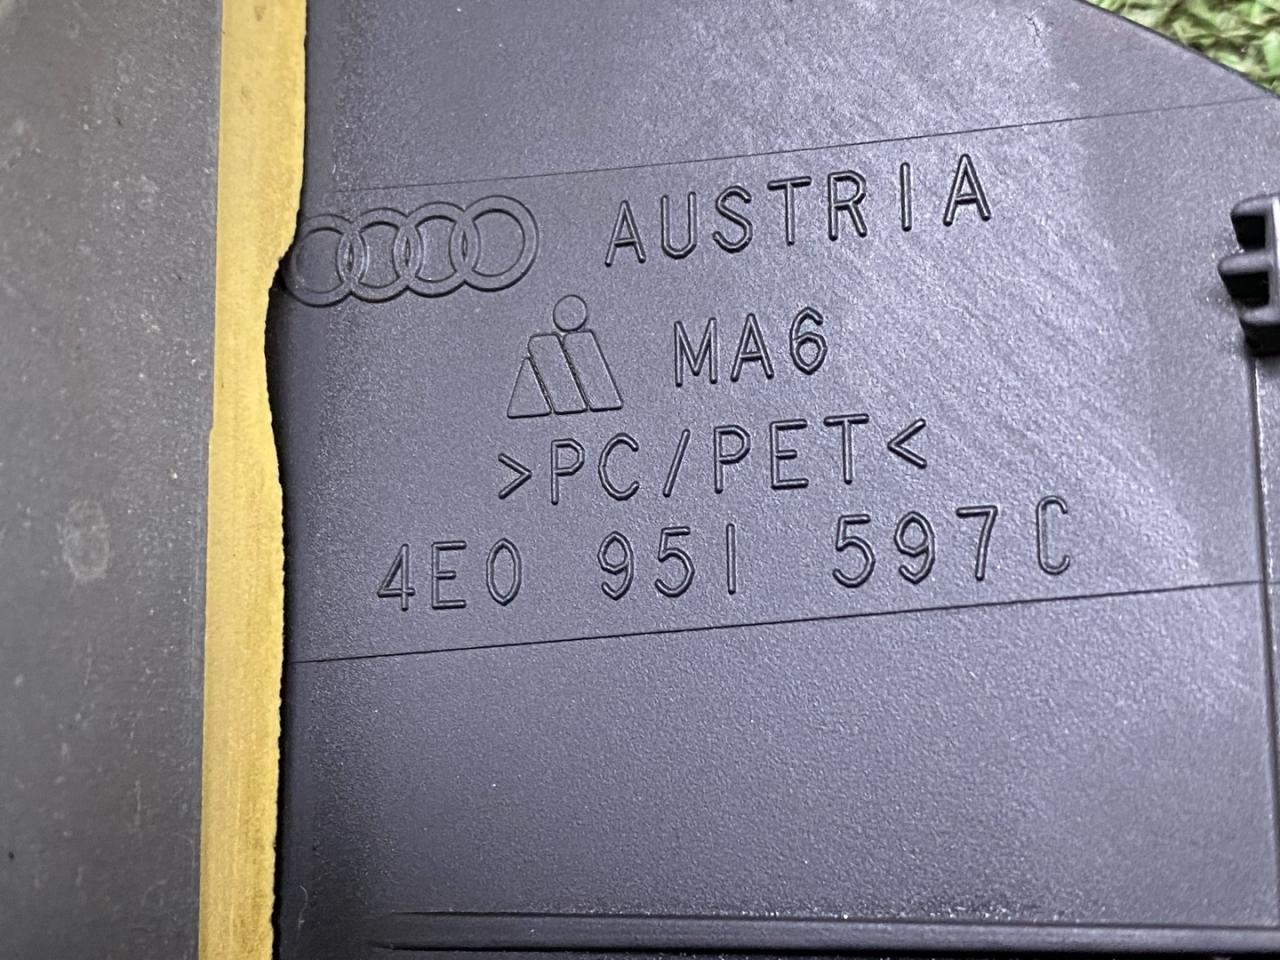 AUSTRIA
MA6
>PC/PET<
4E0 951 597C